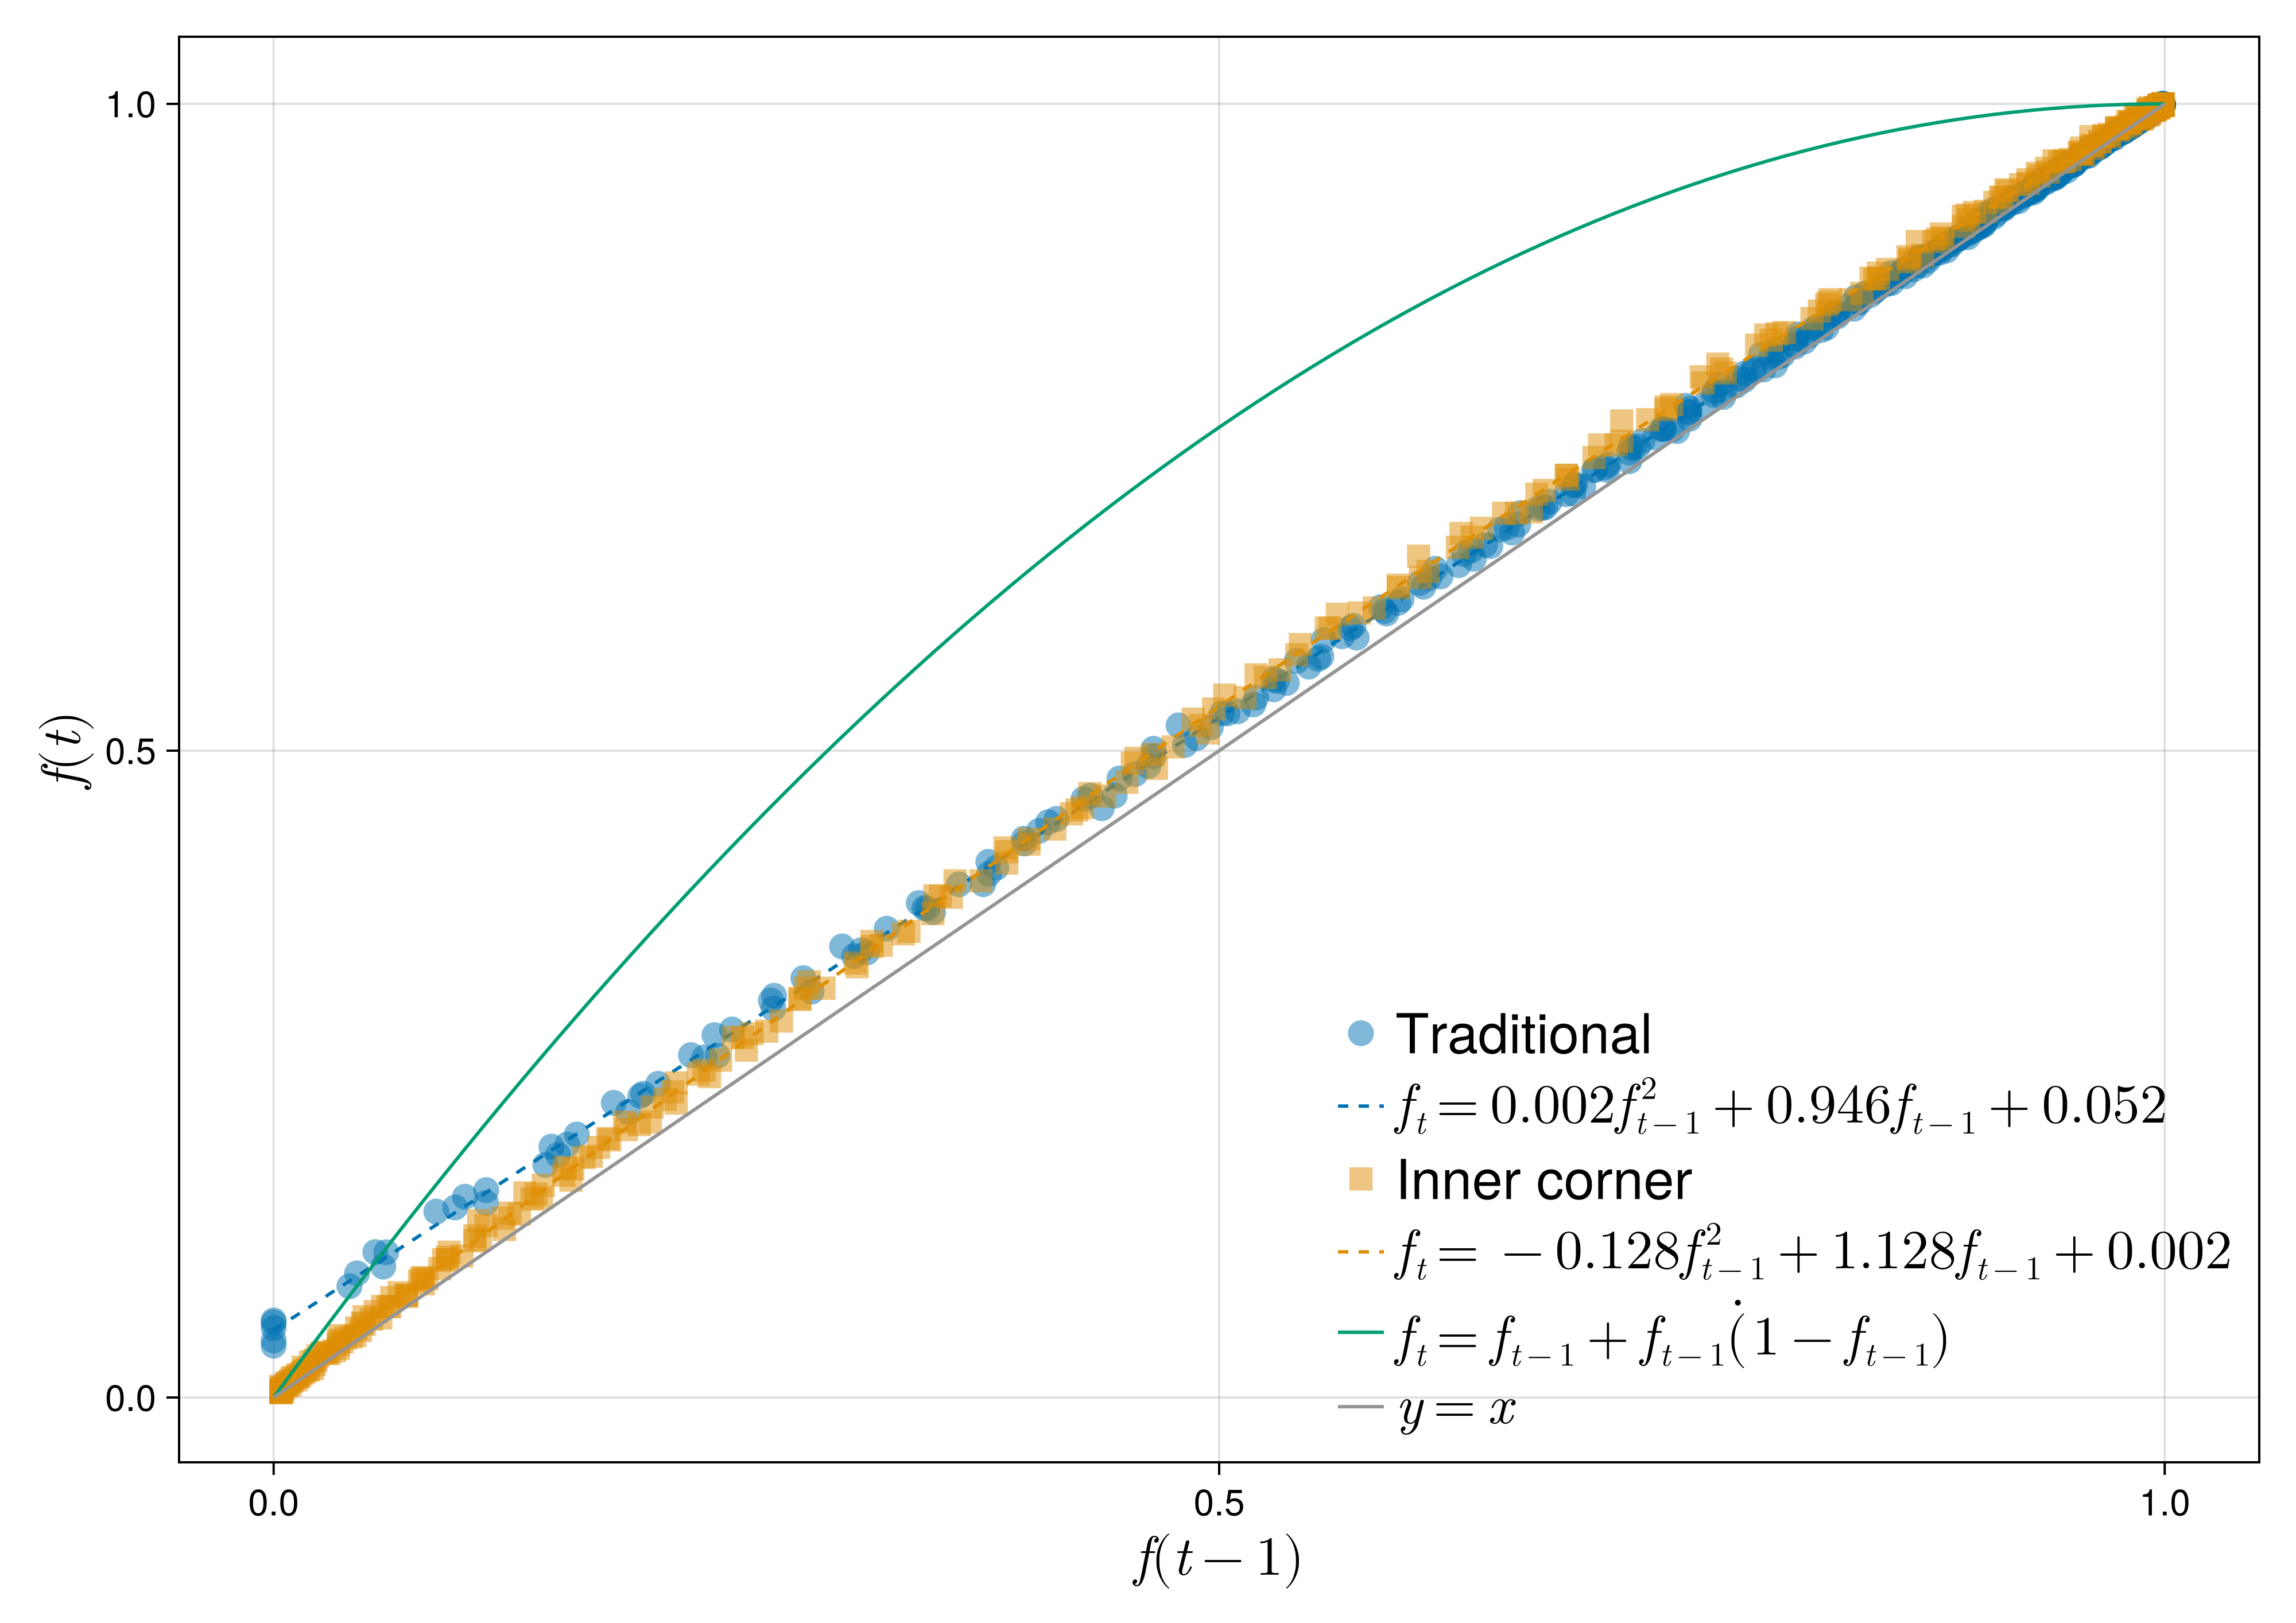 1.0
f(t)
0.5
0.0
Traditional
f_t = 0.002f_{t-1}^2 + 0.946f_{t-1} + 0.052
Inner corner
f_t = -0.128f_{t-1}^2 + 1.128f_{t-1} + 0.002
f_t = f_{t-1} + f_{t-1}\dot(1 - f_{t-1})
y = x
0.0
0.5
1.0
f(t-1)